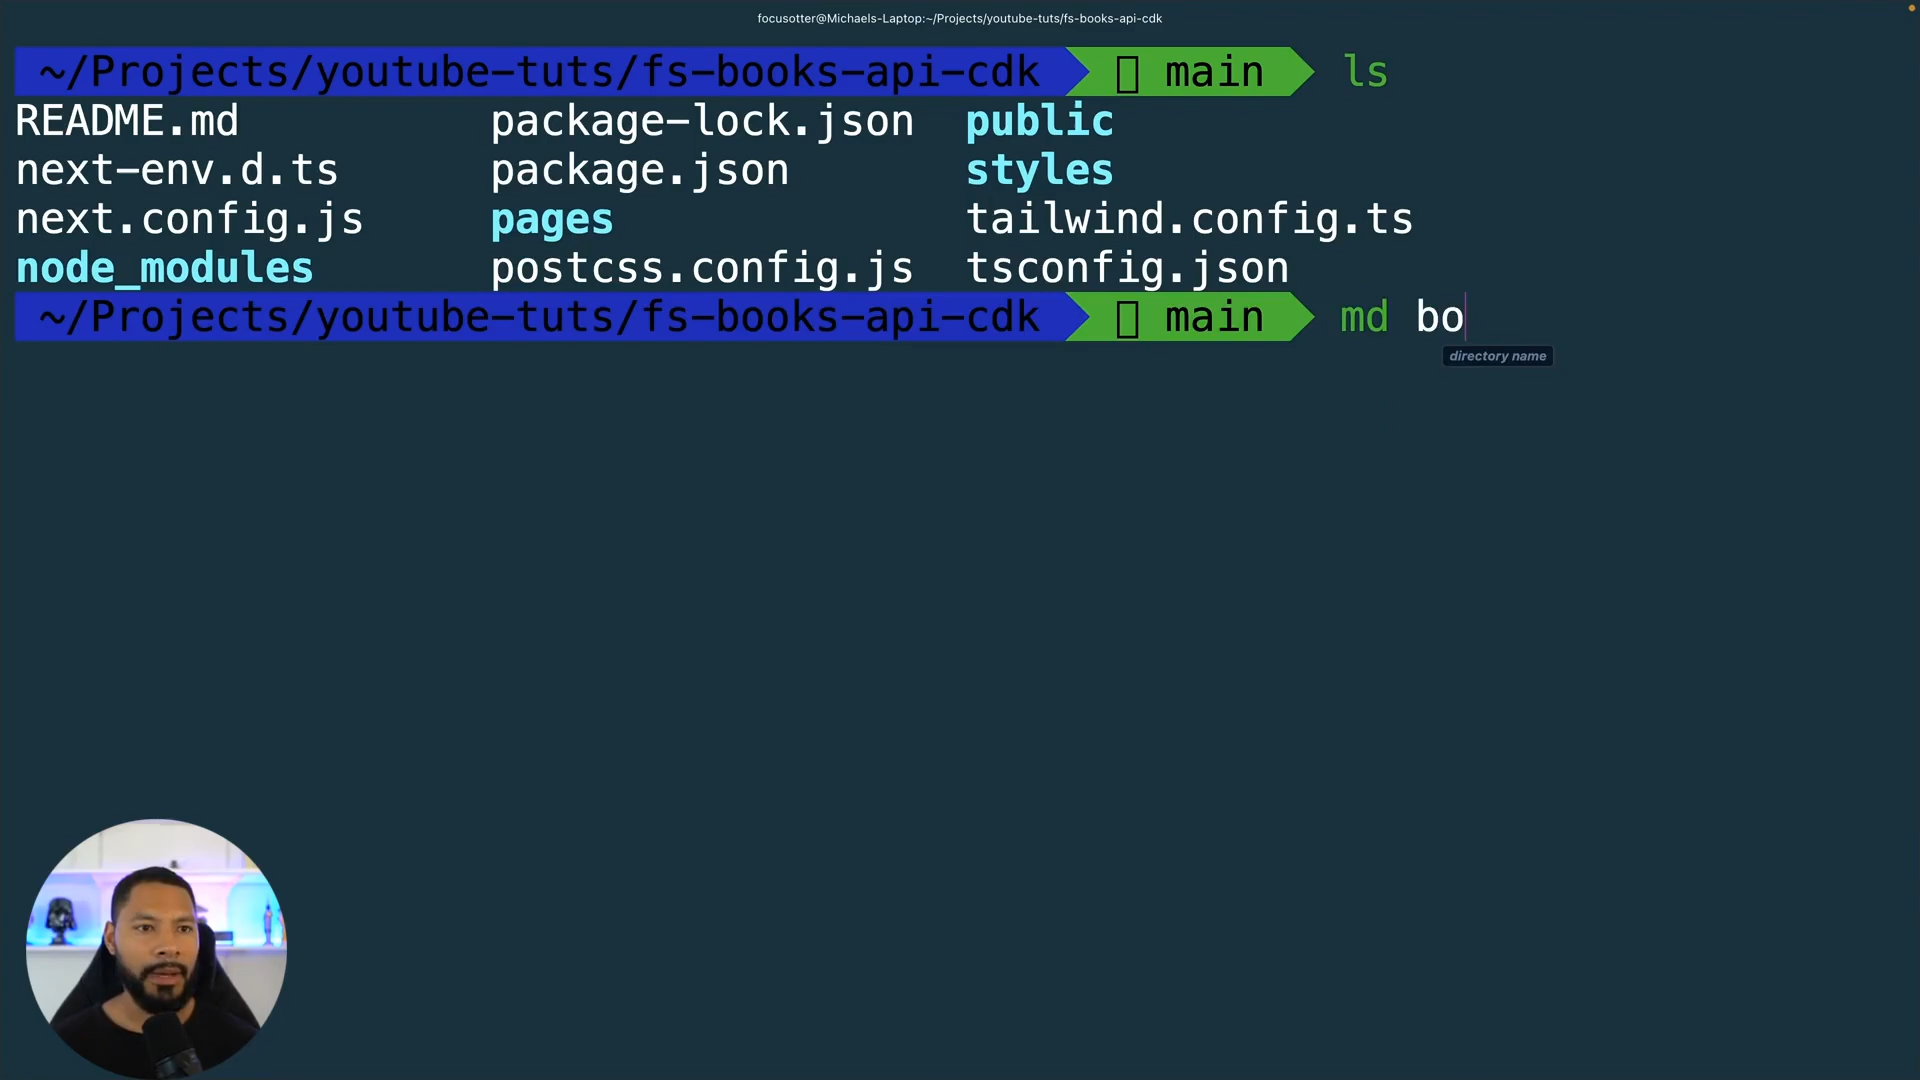 focusotter@Michaels-Laptop:~/Projects/youtube-tuts/fs-books-api-cdk
~/Projects/youtube-tuts/fs-books-api-cdk main ls
README.md package-lock.json public
next-env.d.ts package.json styles
next.config.js pages tailwind.config.ts
node_modules postcss.config.js tsconfig.json
~/Projects/youtube-tuts/fs-books-api-cdk main md bo
directory name